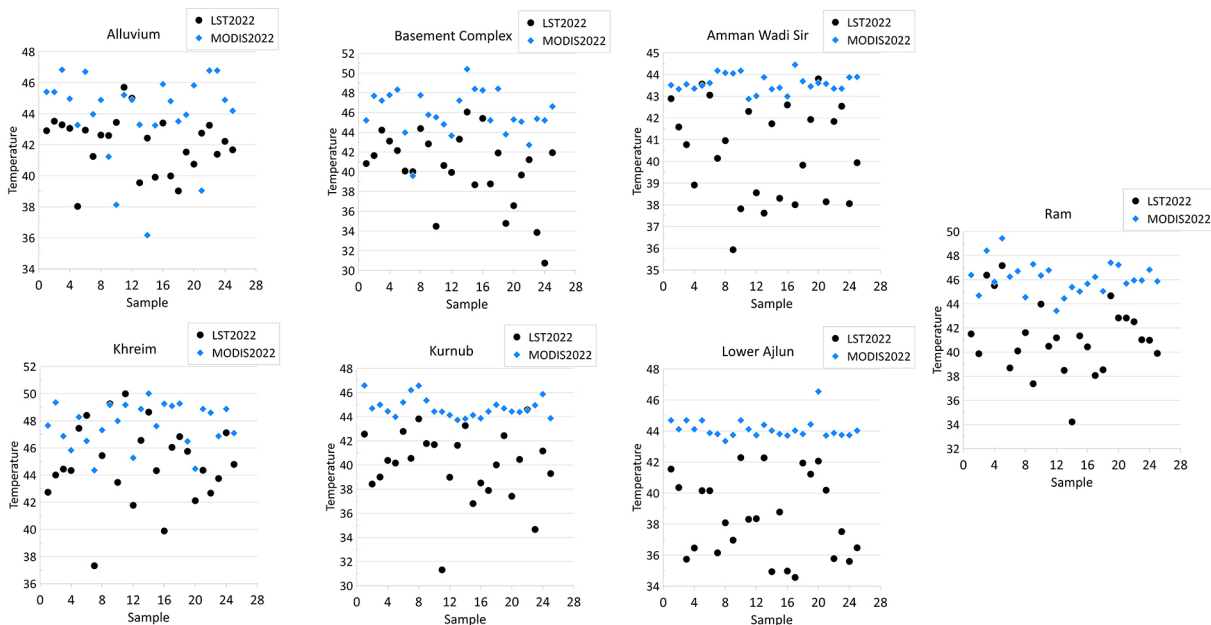 LST2022
MODIS2022
Alluvium
Temperature
48
46
44
42
40
38
36
34
0 4 8 12 16 20 24 28
Sample
LST2022
MODIS2022
Basement Complex
Temperature
52
50
48
46
44
42
40
38
36
34
32
30
0 4 8 12 16 20 24 28
Sample
LST2022
MODIS2022
Amman Wadi Sir
Temperature
45
44
43
42
41
40
39
38
37
36
35
0 4 8 12 16 20 24 28
Sample
LST2022
MODIS2022
Ram
Temperature
50
48
46
44
42
40
38
36
34
32
0 4 8 12 16 20 24 28
Sample
LST2022
MODIS2022
Khreim
Temperature
52
50
48
46
44
42
40
38
36
0 4 8 12 16 20 24 28
Sample
LST2022
MODIS2022
Kurnub
Temperature
48
46
44
42
40
38
36
34
32
30
0 4 8 12 16 20 24 28
Sample
LST2022
MODIS2022
Lower Ajlun
Temperature
48
46
44
42
40
38
36
34
0 4 8 12 16 20 24 28
Sample